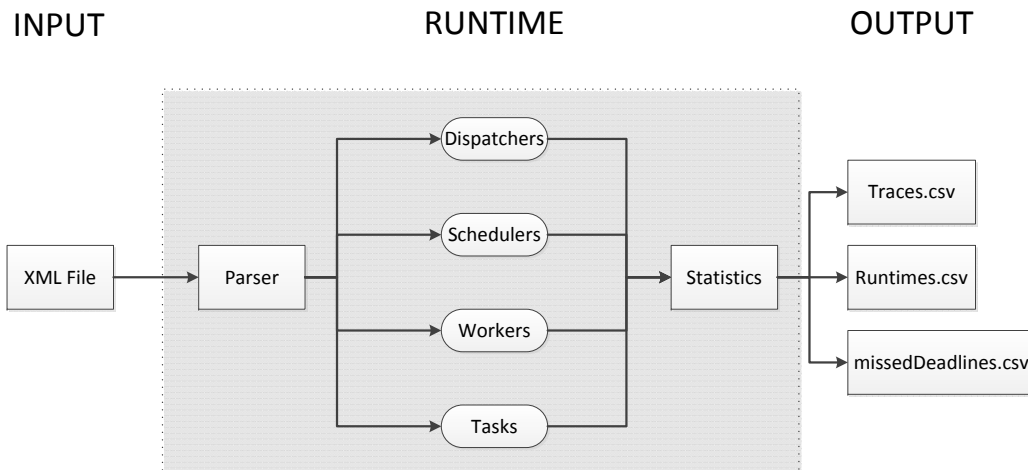 INPUT
RUNTIME
OUTPUT
Dispatchers
Traces.csv
Schedulers
XML File
Parser
Statistics
Runtimes.csv
Workers
missedDeadlines.csv
Tasks